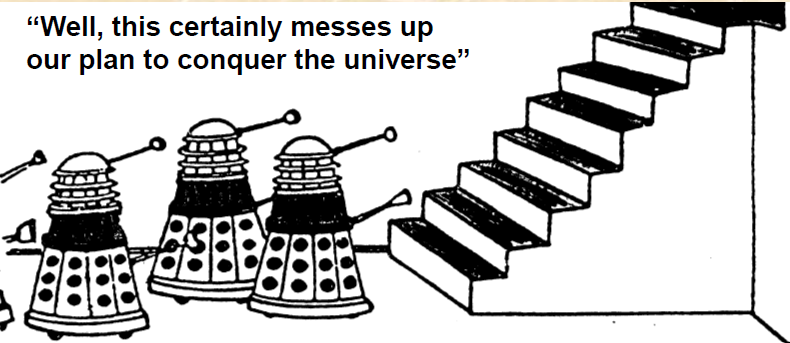 “Well, this certainly messes up
our plan to conquer the universe”